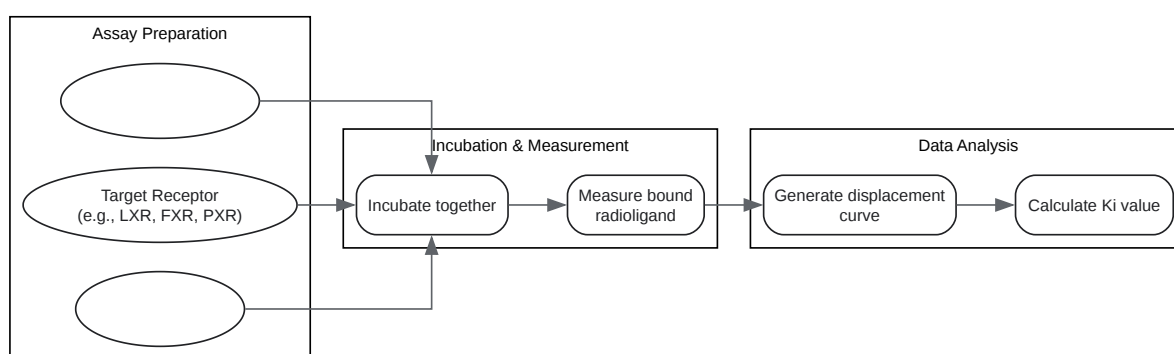 Assay Preparation
Target Receptor
(e.g., LXR, FXR, PXR)
Incubation & Measurement
Incubate together
Measure bound
radioligand
Data Analysis
Generate displacement
curve
Calculate Ki value